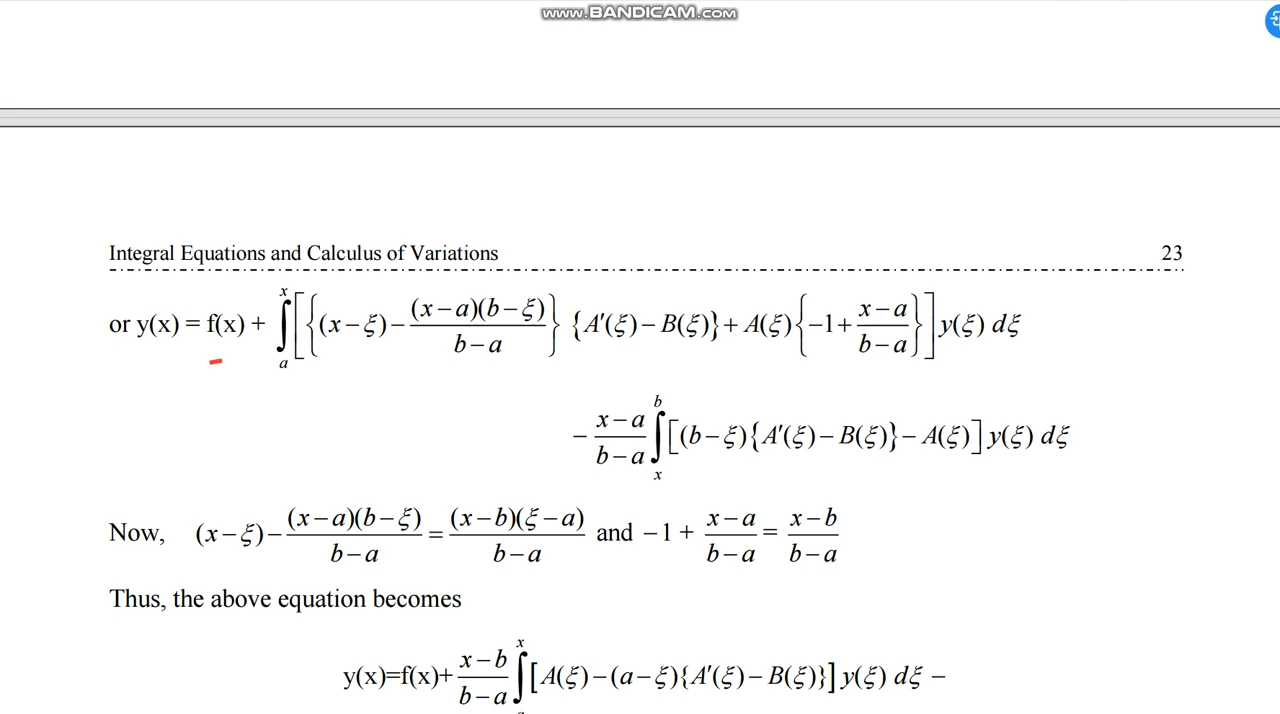 www.BANDICAM.com
Integral Equations and Calculus of Variations 23
or y(x) = f(x) + ∫_a^x [ { (x − ξ) − (x − a)(b − ξ) / (b − a) } {A′(ξ) − B(ξ)} + A(ξ) { −1 + (x − a) / (b − a) } ] y(ξ) dξ
− (x − a) / (b − a) ∫_x^b [ (b − ξ){A′(ξ) − B(ξ)} − A(ξ) ] y(ξ) dξ
Now, (x − ξ) − (x − a)(b − ξ) / (b − a) = (x − b)(ξ − a) / (b − a) and −1 + (x − a) / (b − a) = (x − b) / (b − a)
Thus, the above equation becomes
y(x)=f(x)+ (x − b) / (b − a) ∫^x [ A(ξ) − (a − ξ){A′(ξ) − B(ξ)} ] y(ξ) dξ −